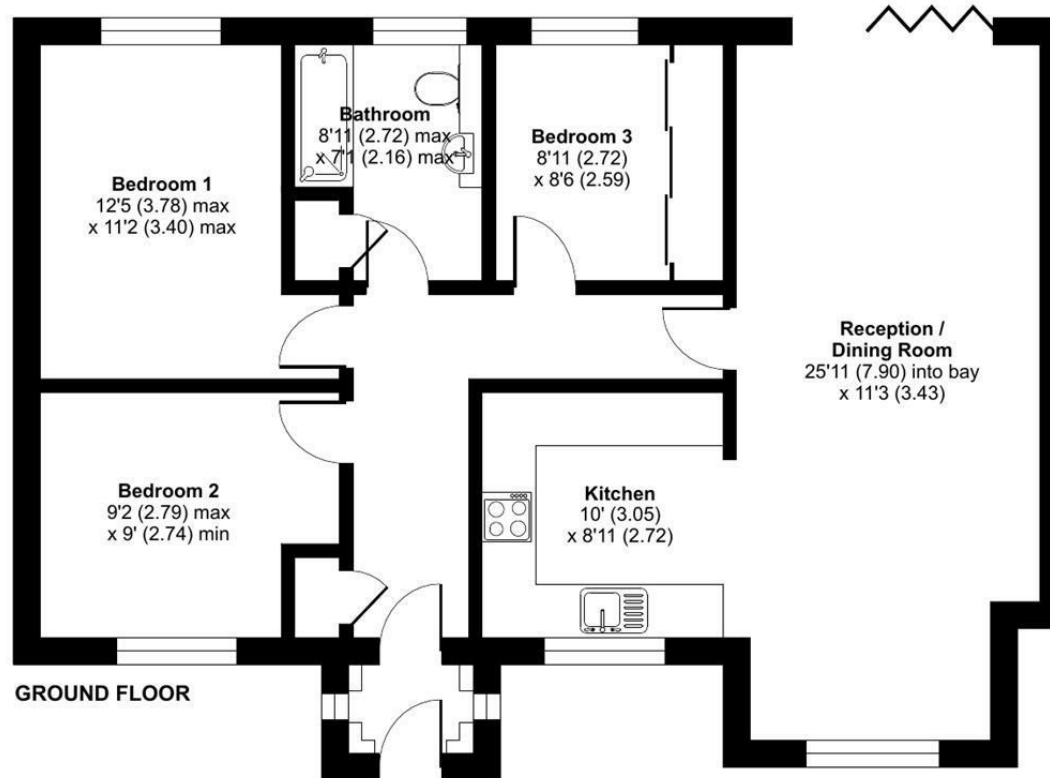 Bathroom
8'11 (2.72) max
x 7'1 (2.16) max
Bedroom 3
8'11 (2.72)
x 8'6 (2.59)
Bedroom 1
12'5 (3.78) max
x 11'2 (3.40) max
Reception /
Dining Room
25'11 (7.90) into bay
x 11'3 (3.43)
Bedroom 2
9'2 (2.79) max
x 9' (2.74) min
Kitchen
10' (3.05)
x 8'11 (2.72)
GROUND FLOOR